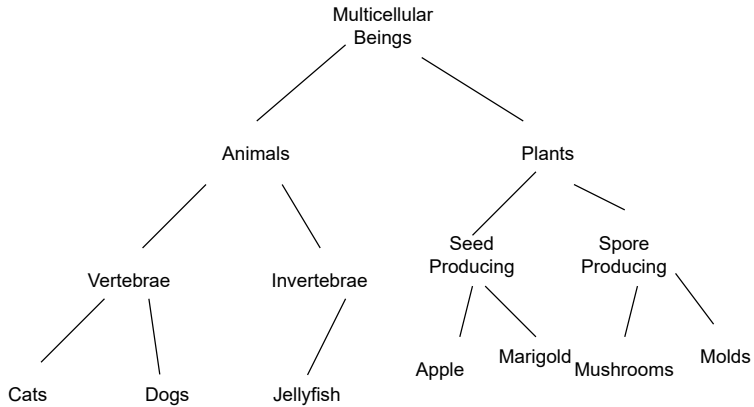 Multicellular
Beings
Animals
Plants
Seed
Producing
Spore
Producing
Vertebrae
Invertebrae
Apple
Marigold
Mushrooms
Molds
Cats
Dogs
Jellyfish